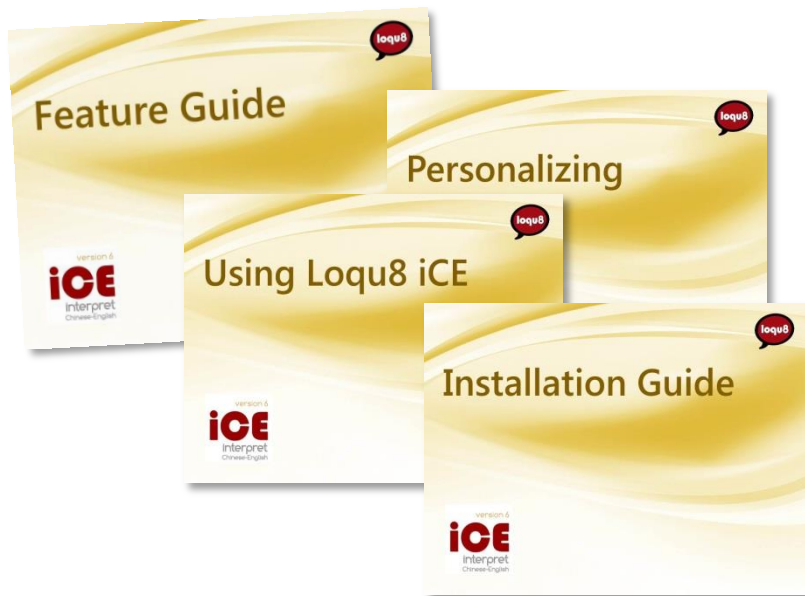 loqu8
Feature Guide
version 6
iCE
interpret
Chinese-English
loqu8
Personalizing
loqu8
Using Loqu8 iCE
version 6
iCE
interpret
Chinese-English
loqu8
Installation Guide
version 6
iCE
interpret
Chinese-English